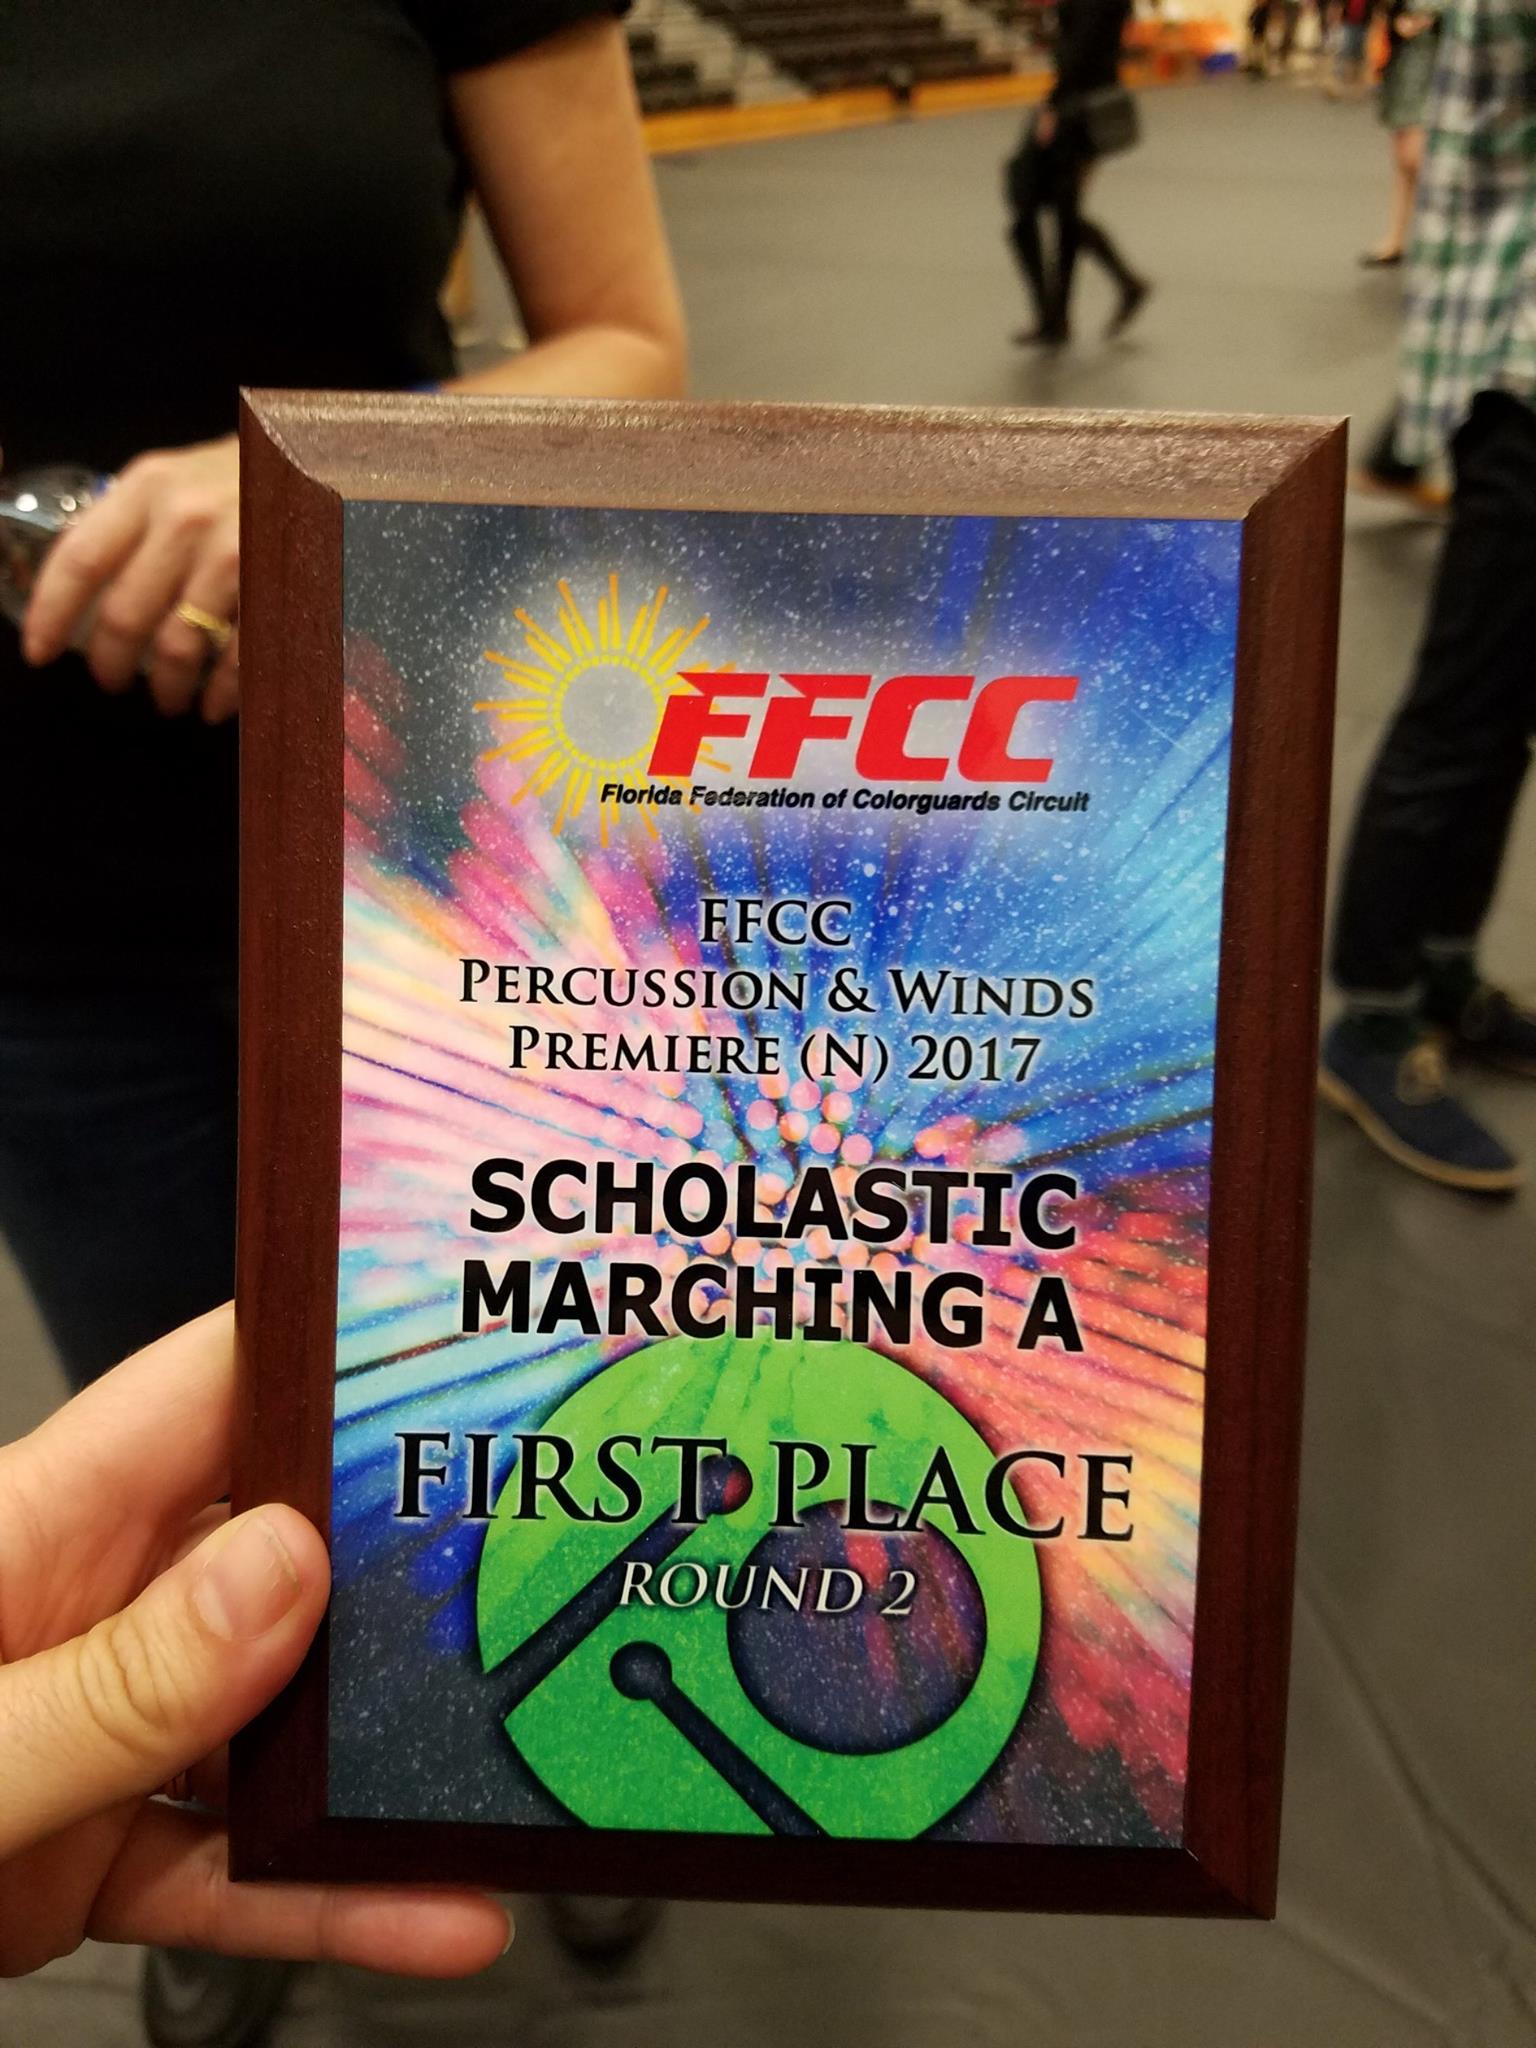 FFCC
Florida Federation of Colorguards Circuit
FFCC
PERCUSSION & WINDS
PREMIERE (N) 2017
SCHOLASTIC
MARCHING A
FIRST PLACE
ROUND 2